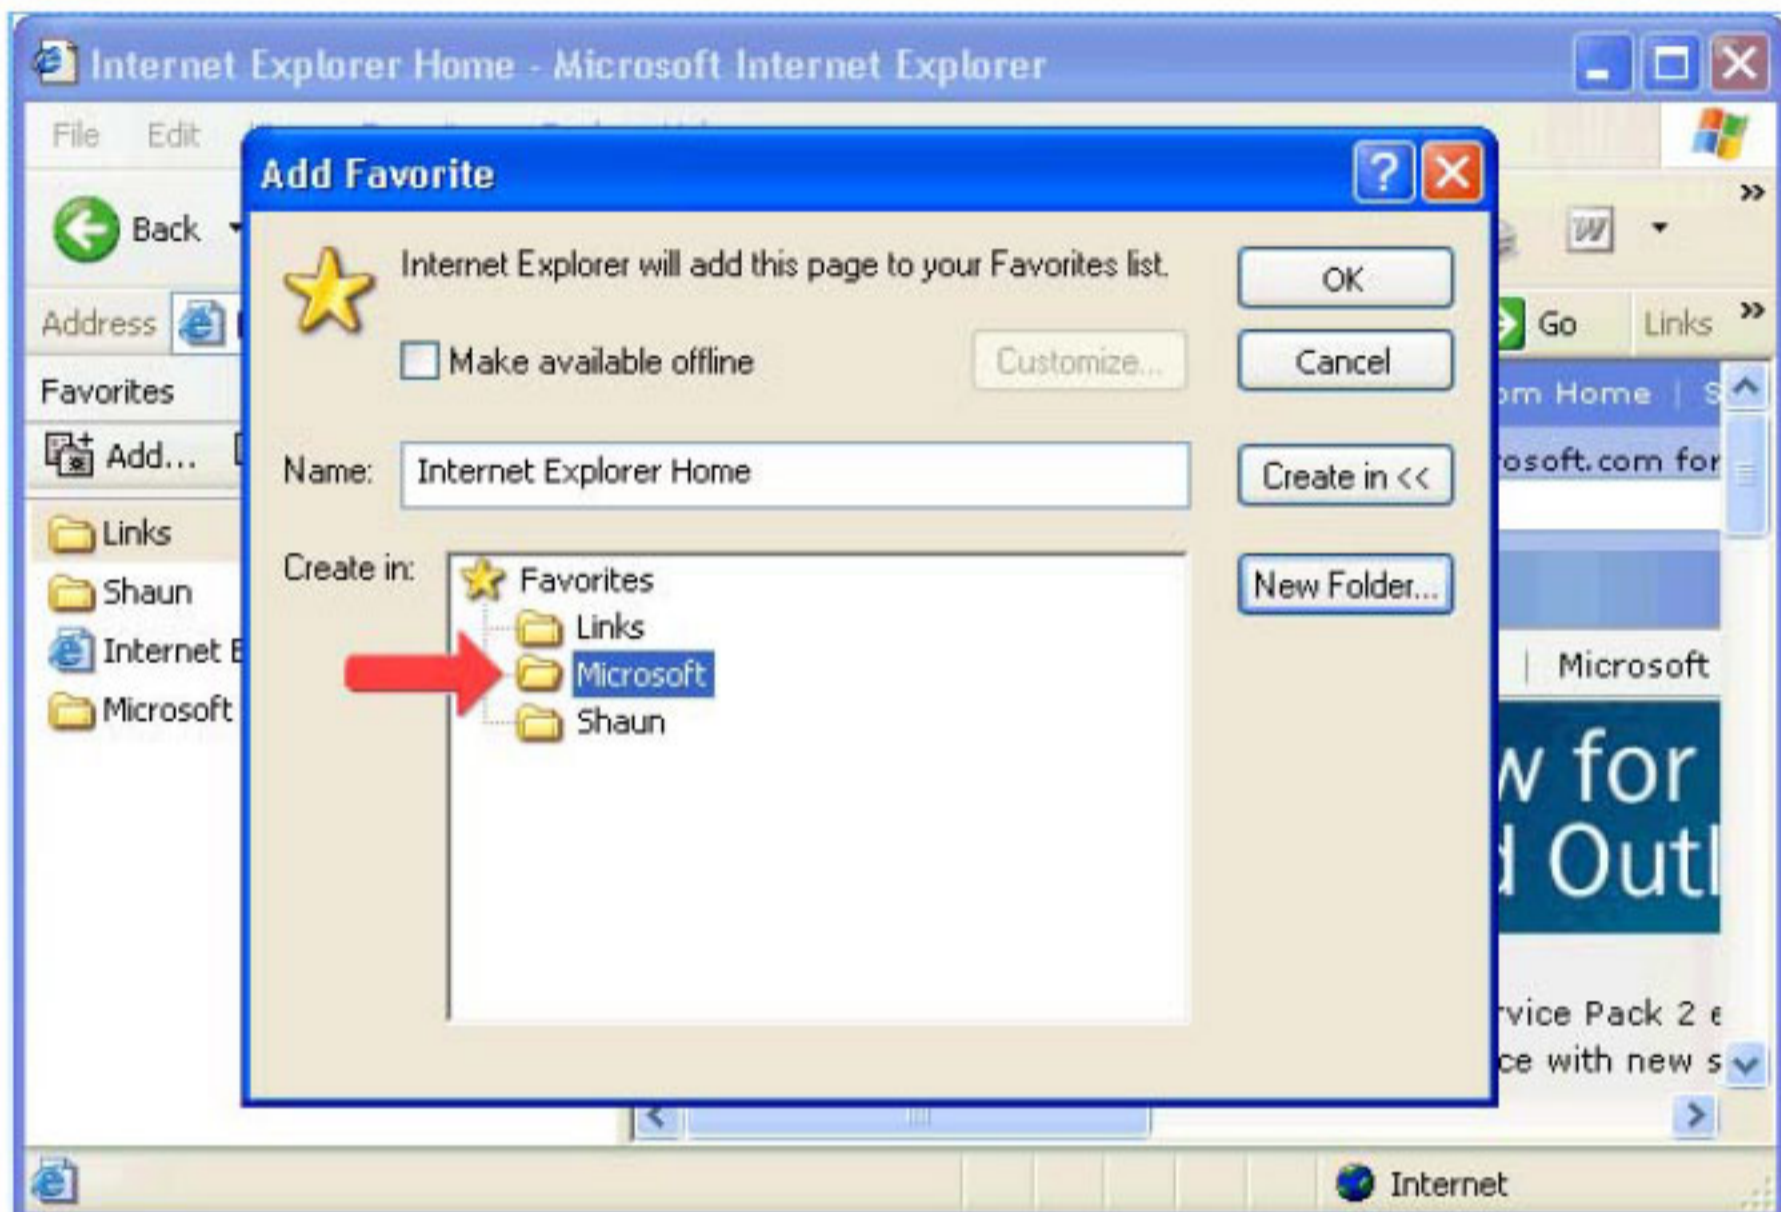 Internet Explorer Home - Microsoft Internet Explorer
File Edit
Add Favorite
Back
Internet Explorer will add this page to your Favorites list.
OK
Address
Go Links
Make available offline
Customize...
Cancel
Favorites
om Home | S
Add...
Name: Internet Explorer Home
Create in <<
osoft.com for
Links
Create in:
Favorites
New Folder...
Shaun
Links
Internet E
Microsoft
Microsoft
Microsoft
Shaun
w for
d Outl
rvice Pack 2 e
ce with new s
Internet